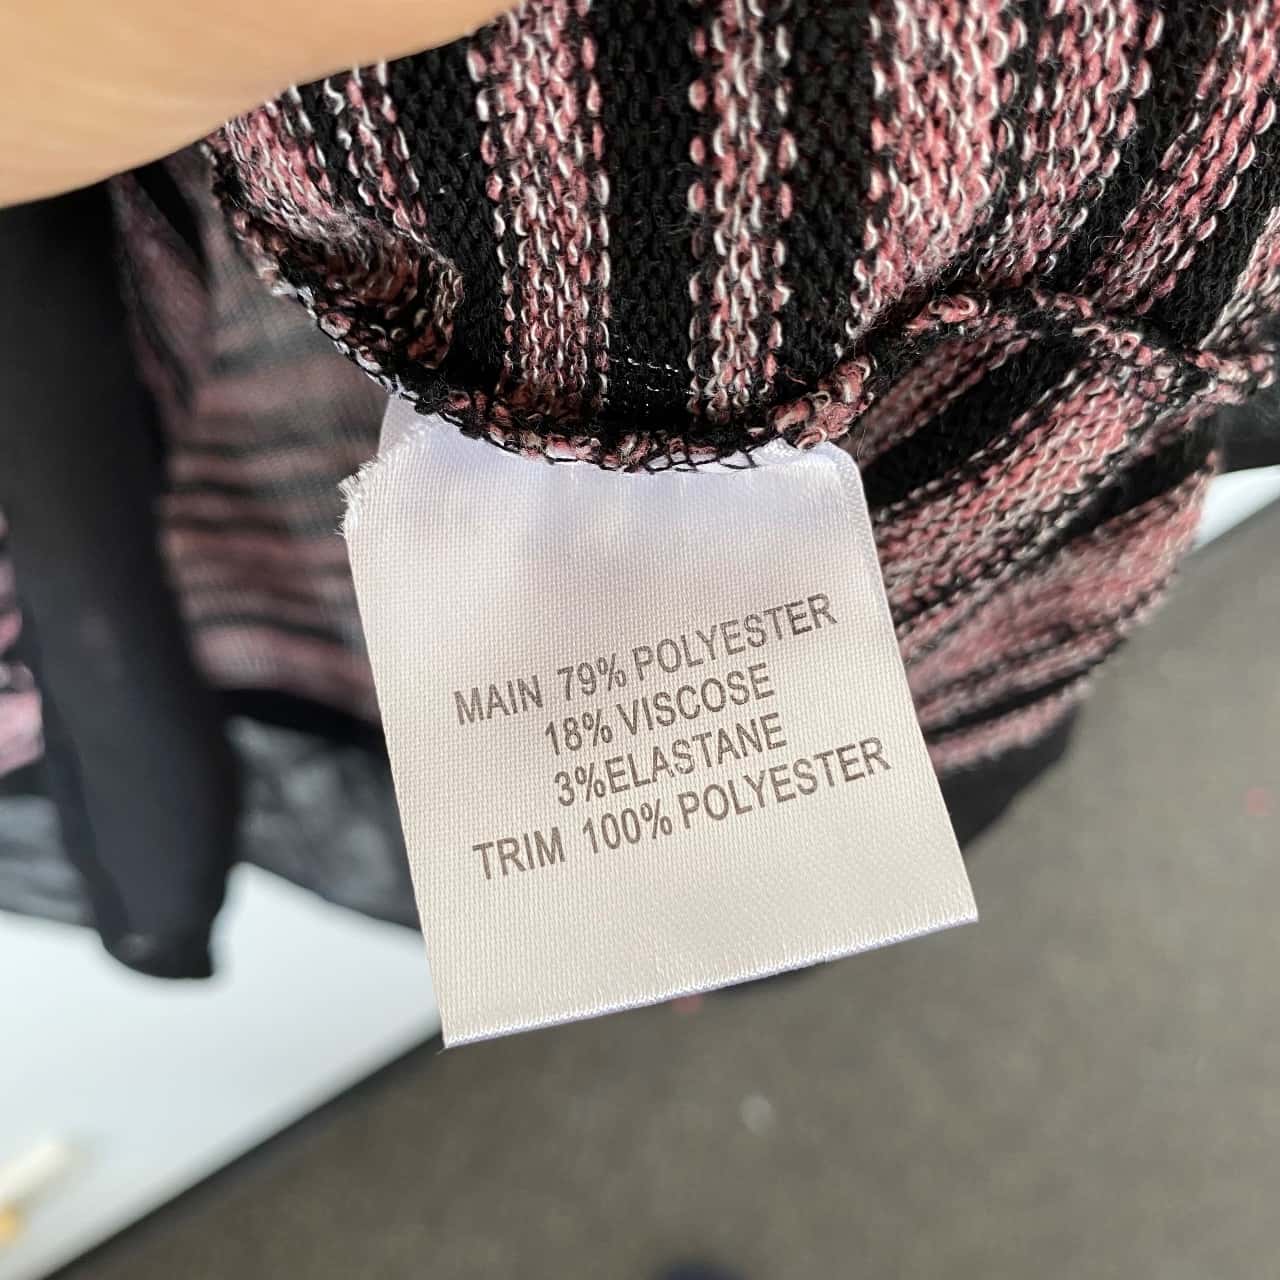 MAIN 79% POLYESTER
18% VISCOSE
3%ELASTANE
TRIM 100% POLYESTER